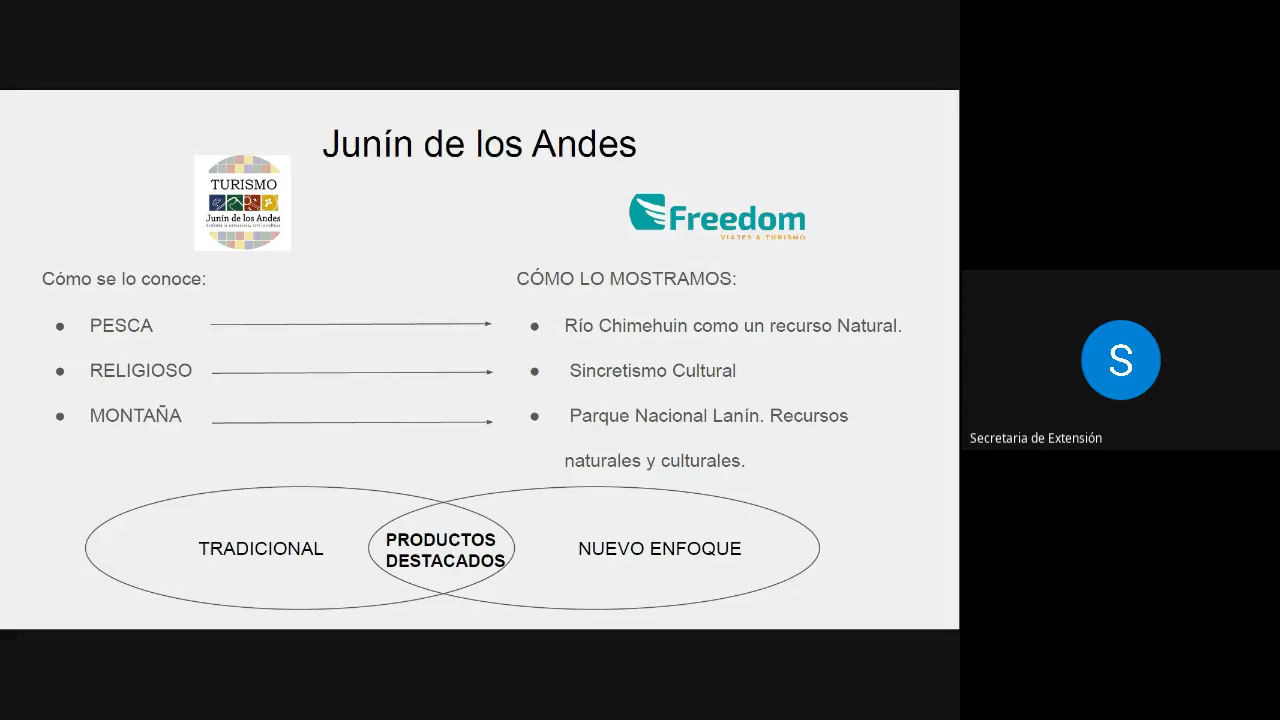 Junín de los Andes
TURISMO
Junín de los Andes
Freedom
VIAJES & TURISMO
Cómo se lo conoce:
● PESCA
● RELIGIOSO
● MONTAÑA
CÓMO LO MOSTRAMOS:
● Río Chimehuin como un recurso Natural.
● Sincretismo Cultural
● Parque Nacional Lanín. Recursos
naturales y culturales.
TRADICIONAL
PRODUCTOS
DESTACADOS
NUEVO ENFOQUE
S
Secretaria de Extensión